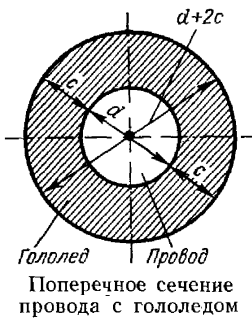 d+2c
c
d
c
Гололед
Провод
Поперечное сечение
провода с гололедом